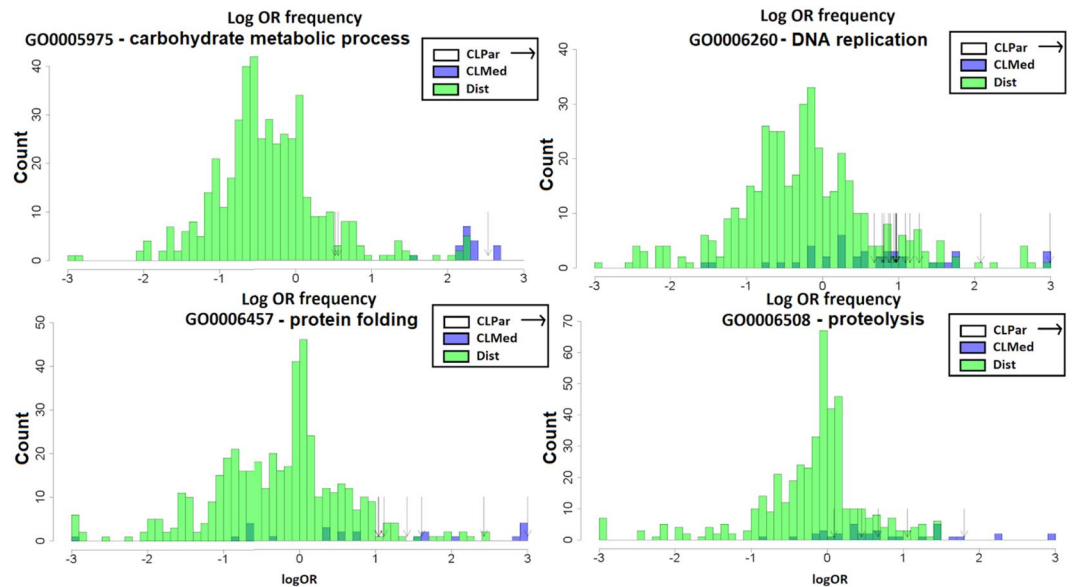 Log OR frequency
GO0005975 - carbohydrate metabolic process
CLPar
CLMed
Dist
Count
0 10 20 30 40
-3 -2 -1 0 1 2 3
Log OR frequency
GO0006260 - DNA replication
CLPar
CLMed
Dist
Count
0 10 20 30 40
-3 -2 -1 0 1 2 3
Log OR frequency
GO0006457 - protein folding
CLPar
CLMed
Dist
Count
0 10 20 30 40 50
-3 -2 -1 0 1 2 3
logOR
Log OR frequency
GO0006508 - proteolysis
CLPar
CLMed
Dist
Count
0 10 20 30 40 50 60 70
-3 -2 -1 0 1 2 3
logOR